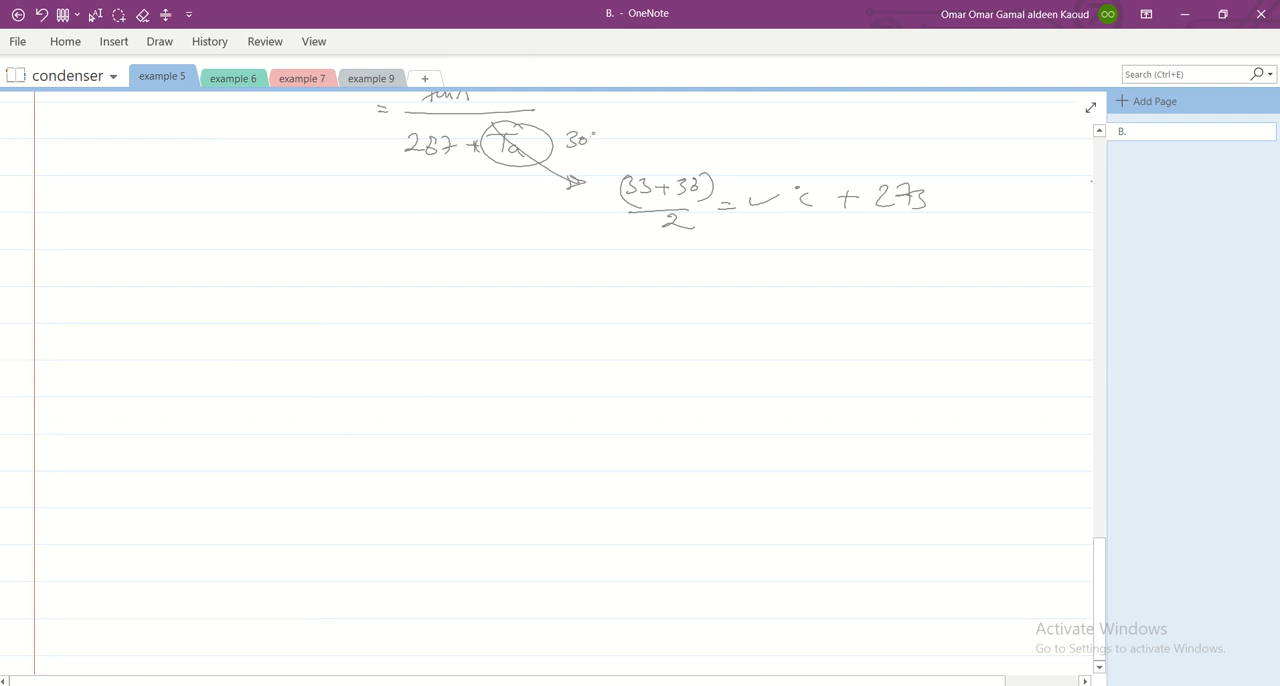 B. - OneNote
Omar Omar Gamal aldeen Kaoud OO
File Home Insert Draw History Review View
condenser example 5 example 6 example 7 example 9 +
Search (Ctrl+E)
Add Page
B.
=
287 * Ta 30°
(33+38)/2 = ✓ °c + 273
Activate Windows
Go to Settings to activate Windows.